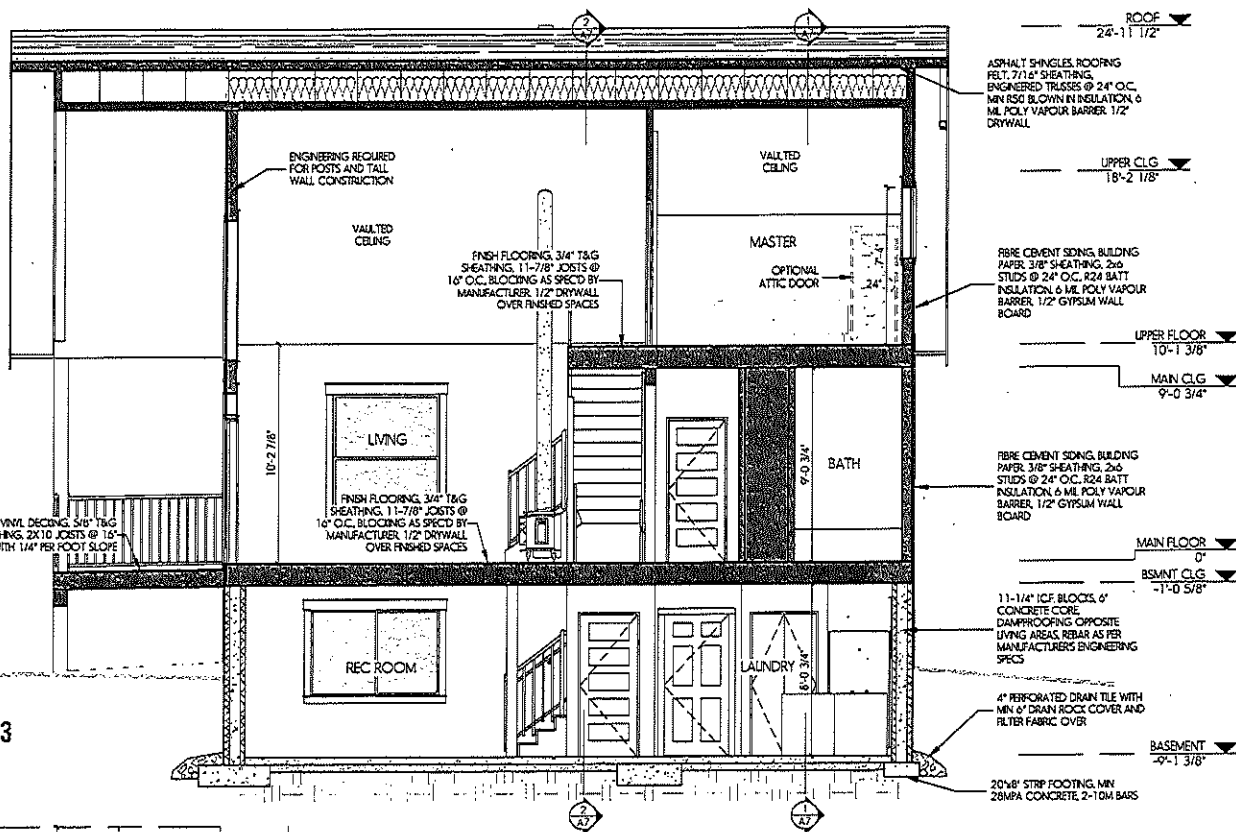 2
A7
1
A7
ROOF
24'-11 1/2"
ASPHALT SHINGLES, ROOFING
FELT, 7/16" SHEATHING,
ENGINEERED TRUSSES @ 24" O.C,
MIN R50 BLOWN IN INSULATION, 6
MIL POLY VAPOUR BARRIER, 1/2"
DRYWALL
ENGINEERING REQUIRED
FOR POSTS AND TALL
WALL CONSTRUCTION
VAULTED
CEILING
VAULTED
CEILING
UPPER CLG
18'-2 1/8"
MASTER
FINISH FLOORING, 3/4" T&G
SHEATHING, 11-7/8" JOISTS @
16" O.C, BLOCKING AS SPEC'D BY
MANUFACTURER, 1/2" DRYWALL
OVER FINISHED SPACES
OPTIONAL
ATTIC DOOR
7'-4"
24"
FIBRE CEMENT SIDING, BUILDING
PAPER, 3/8" SHEATHING, 2x6
STUDS @ 24" O.C, R24 BATT
INSULATION, 6 MIL POLY VAPOUR
BARRIER, 1/2" GYPSUM WALL
BOARD
UPPER FLOOR
10'-1 3/8"
MAIN CLG
9'-0 3/4"
10'-2 7/8"
LIVING
9'-0 3/4"
BATH
FIBRE CEMENT SIDING, BUILDING
PAPER, 3/8" SHEATHING, 2x6
STUDS @ 24" O.C, R24 BATT
INSULATION, 6 MIL POLY VAPOUR
BARRIER, 1/2" GYPSUM WALL
BOARD
FINISH FLOORING, 3/4" T&G
SHEATHING, 11-7/8" JOISTS @
16" O.C, BLOCKING AS SPEC'D BY
MANUFACTURER, 1/2" DRYWALL
OVER FINISHED SPACES
VINYL DECKING, 5/8" T&G
HING, 2X10 JOISTS @ 16"
TH 1/4" PER FOOT SLOPE
MAIN FLOOR
0"
BSMNT CLG
-1'-0 5/8"
11-1/4" ICF BLOCKS, 6"
CONCRETE CORE,
DAMPROOFING OPPOSITE
LIVING AREAS, REBAR AS PER
MANUFACTURER'S ENGINEERING
SPECS
REC ROOM
LAUNDRY
8'-0 3/4"
4" PERFORATED DRAIN TILE WITH
MIN 6" DRAIN ROCK COVER AND
FILTER FABRIC OVER
3
BASEMENT
-9'-1 3/8"
20"x8" STRIP FOOTING, MIN
28MPA CONCRETE, 2-10M BARS
2
A7
1
A7